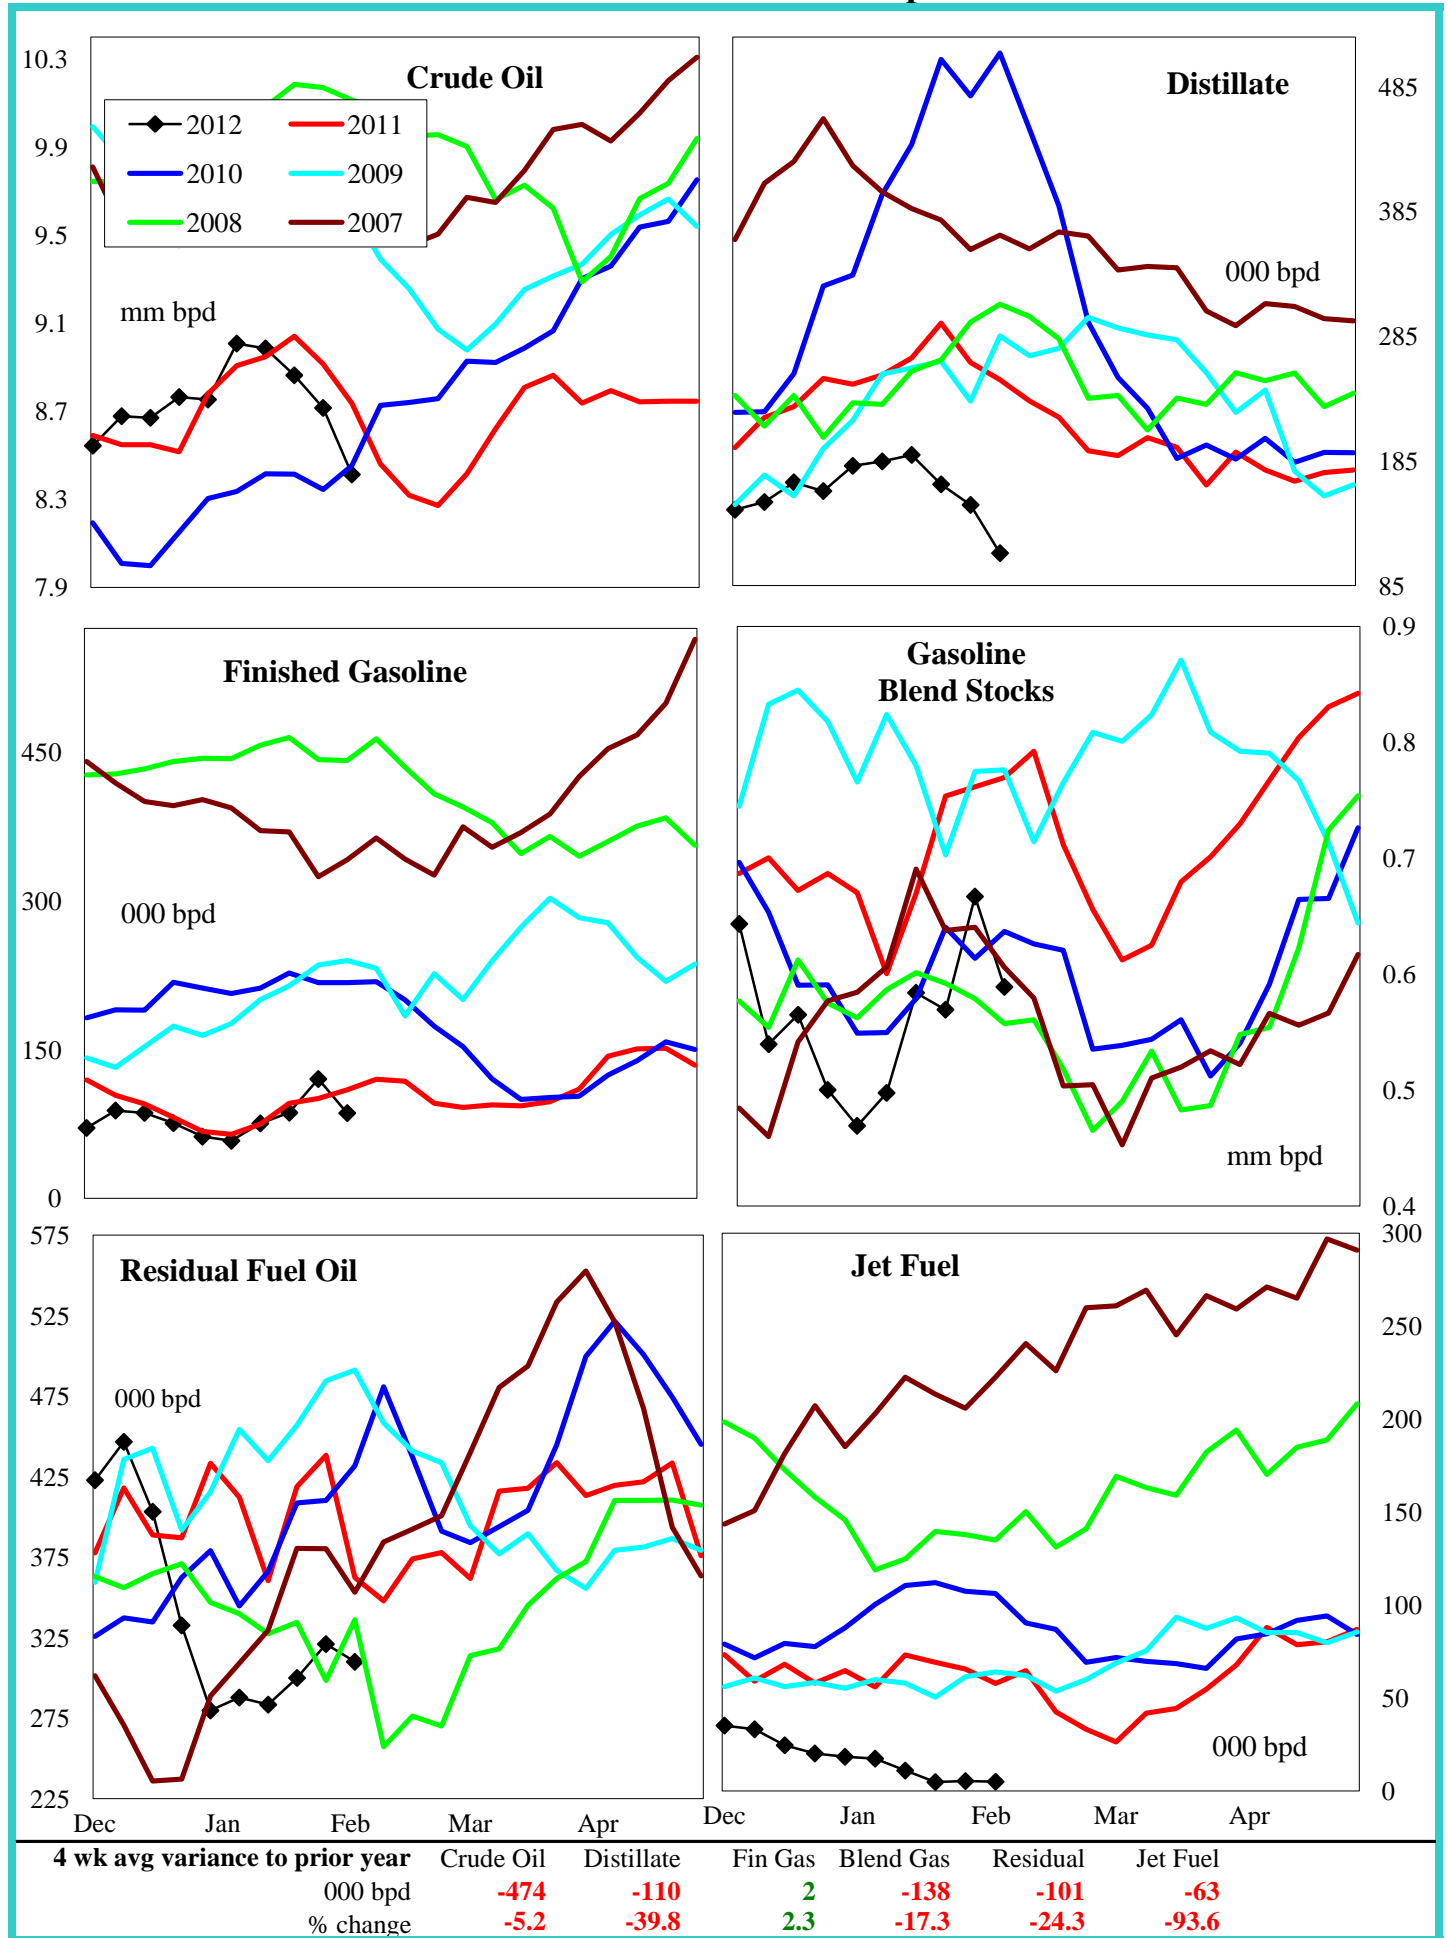 Crude Oil
10.3
9.9
9.5
9.1
8.7
8.3
7.9
2012 2011
2010 2009
2008 2007
mm bpd
Distillate
000 bpd
485
385
285
185
85
Finished Gasoline
450
300
150
0
000 bpd
Gasoline
Blend Stocks
0.9
0.8
0.7
0.6
0.5
0.4
mm bpd
Residual Fuel Oil
575
525
475
425
375
325
275
225
000 bpd
Dec Jan Feb Mar Apr
Jet Fuel
300
250
200
150
100
50
0
000 bpd
Dec Jan Feb Mar Apr
4 wk avg variance to prior year Crude Oil Distillate Fin Gas Blend Gas Residual Jet Fuel
000 bpd -474 -110 2 -138 -101 -63
% change -5.2 -39.8 2.3 -17.3 -24.3 -93.6